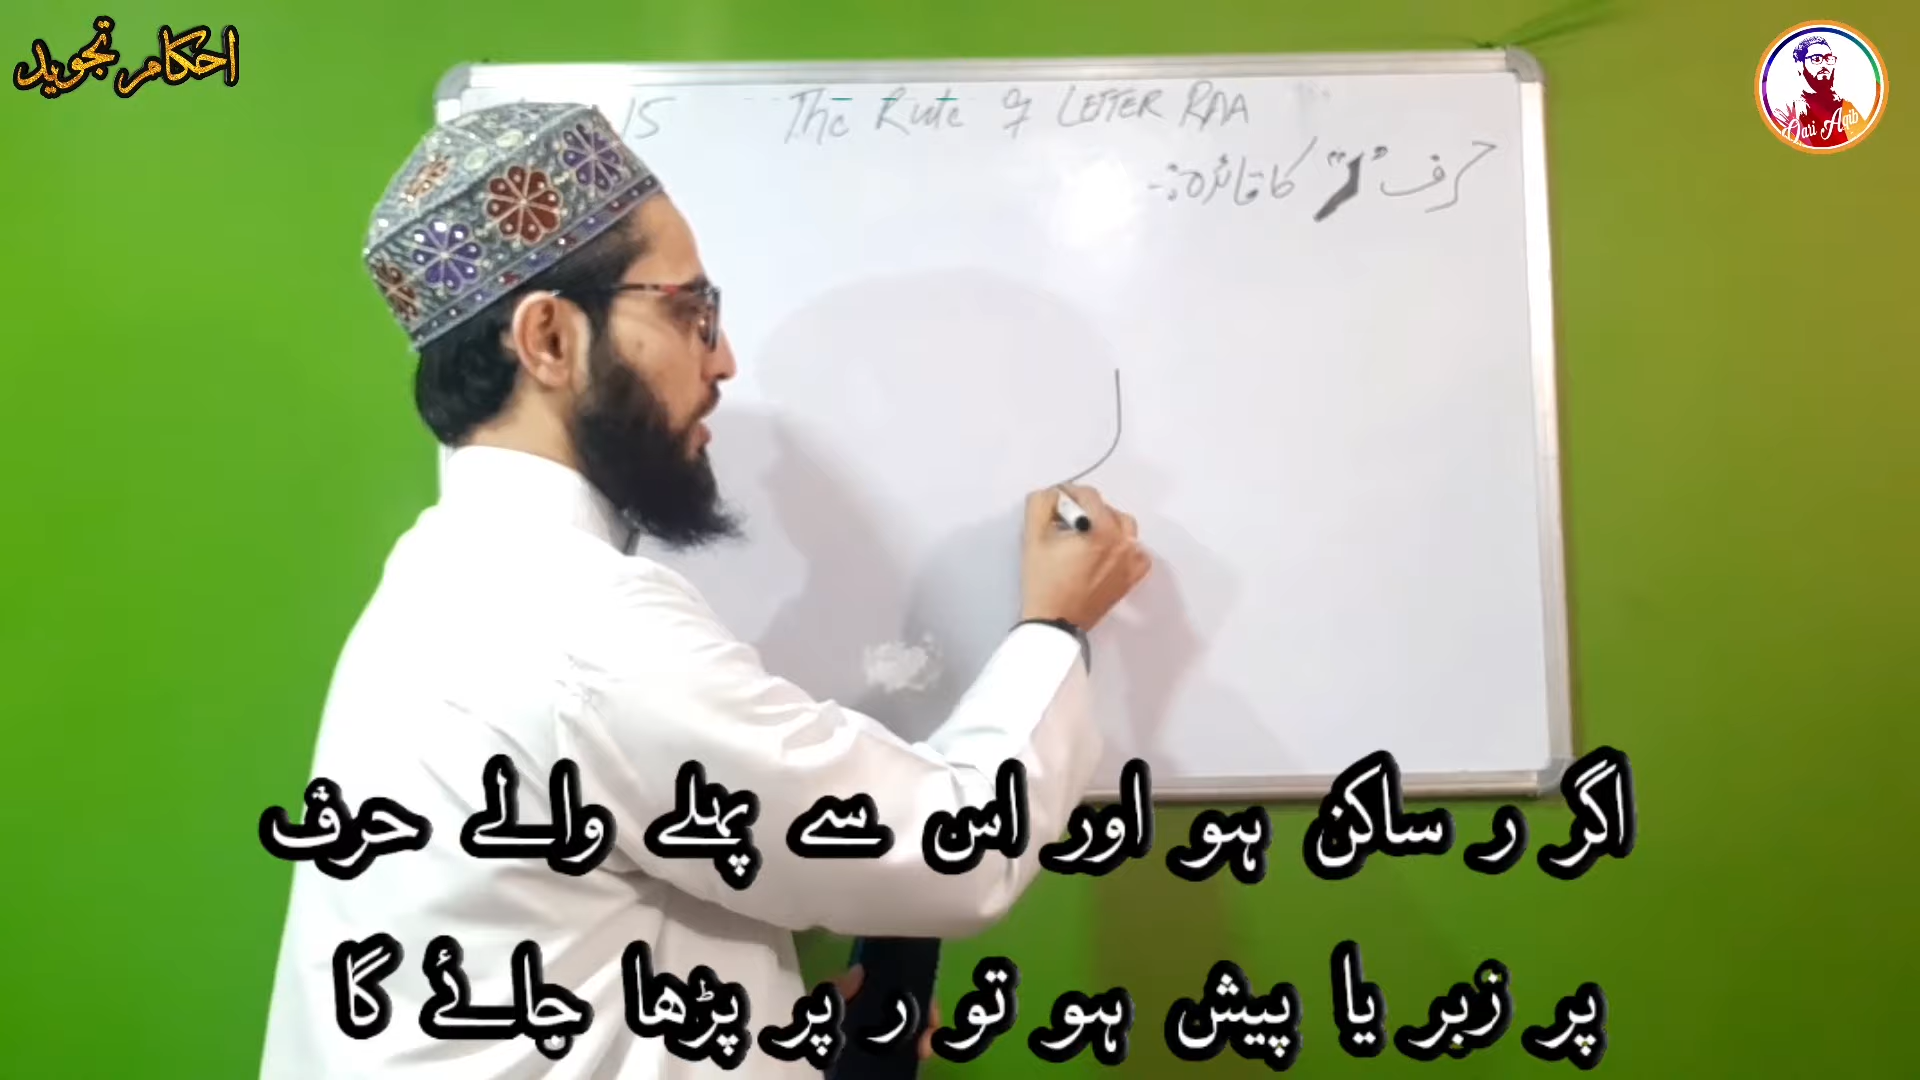 احکام تجوید
Qari Aqib
15 The Rule of LETTER RAA
حرف "ر" کا قاعدہ:-
ر
اگر ر ساکن ہو اور اس سے پہلے والے حرف
پر زبر یا پیش ہو تو ر پر پڑھا جائے گا